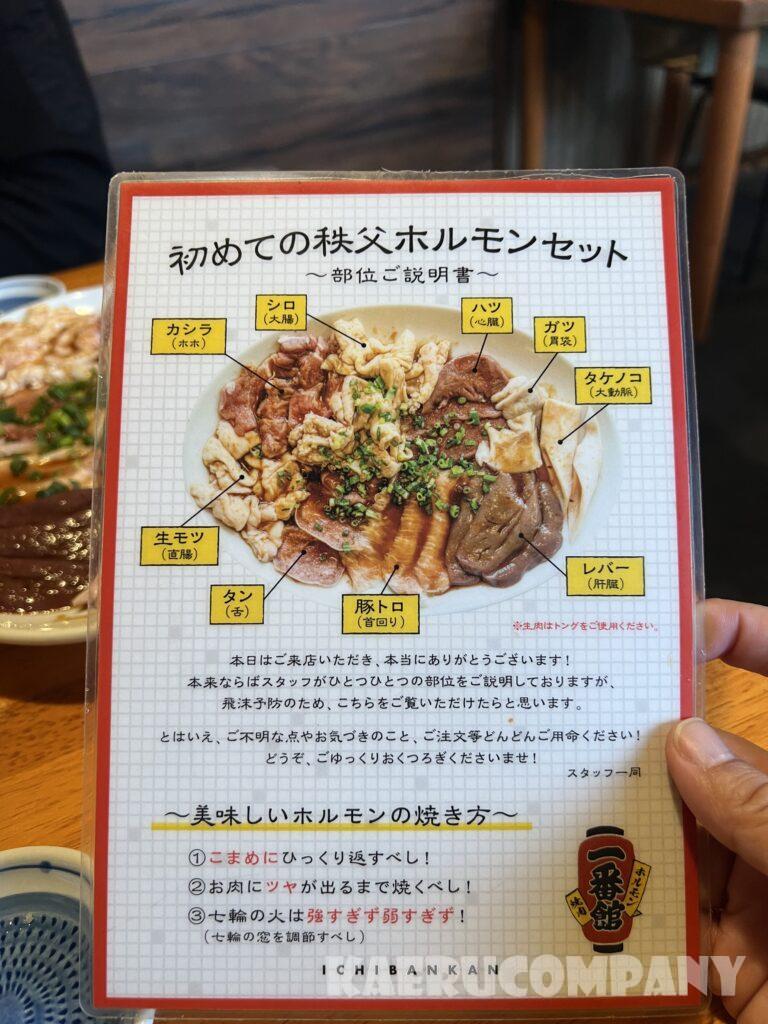 初めての秩父ホルモンセット
〜部位ご説明書〜
シロ
(大腸)
ハツ
(心臓)
カシラ
(ホホ)
ガツ
(胃袋)
タケノコ
(大動脈)
生モツ
(直腸)
レバー
(肝臓)
タン
(舌)
豚トロ
(首回り)
※生肉はトングをご使用ください。
本日はご来店いただき、本当にありがとうございます!
本来ならばスタッフがひとつひとつの部位をご説明しておりますが、
飛沫予防のため、こちらをご覧いただけたらと思います。
とはいえ、ご不明な点やお気づきのこと、ご注文等どんどんご用命ください!
どうぞ、ごゆっくりおくつろぎくださいませ!
スタッフ一同
〜美味しいホルモンの焼き方〜
①こまめにひっくり返すべし!
②お肉にツヤが出るまで焼くべし!
③七輪の火は強すぎず弱すぎず!
(七輪の窓を調節すべし)
一番館
ホルモン
焼肉
ICHIBANKAN
KAERUCOMPANY